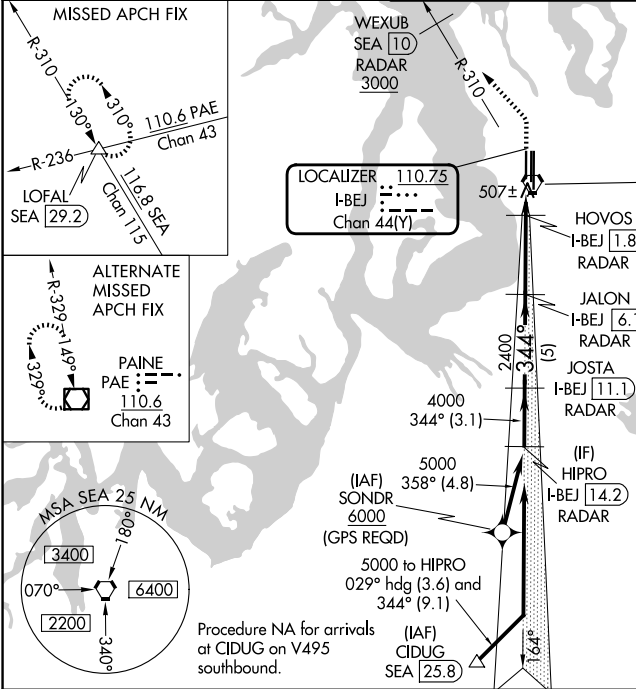 MISSED APCH FIX
R-310
130°
310°
110.6 PAE
Chan 43
R-236
LOFAL
SEA 29.2
116.8 SEA
Chan 115
WEXUB
SEA 10
RADAR
3000
R-310
LOCALIZER 110.75
I-BEJ
Chan 44(Y)
507±
HOVOS
I-BEJ 1.8
RADAR
JALON
I-BEJ 6.
RADAR
2400
344°
(5)
JOSTA
I-BEJ 11.1
RADAR
4000
344° (3.1)
(IF)
HIPRO
I-BEJ 14.2
RADAR
5000
358° (4.8)
(IAF)
SONDR
6000
(GPS REQD)
5000 to HIPRO
029° hdg (3.6) and
344° (9.1)
(IAF)
CIDUG
SEA 25.8
164°
ALTERNATE
MISSED
APCH FIX
R-329
149°
329°
PAINE
PAE
110.6
Chan 43
MSA SEA 25 NM
180°
3400
070°
6400
2200
340°
Procedure NA for arrivals
at CIDUG on V495
southbound.